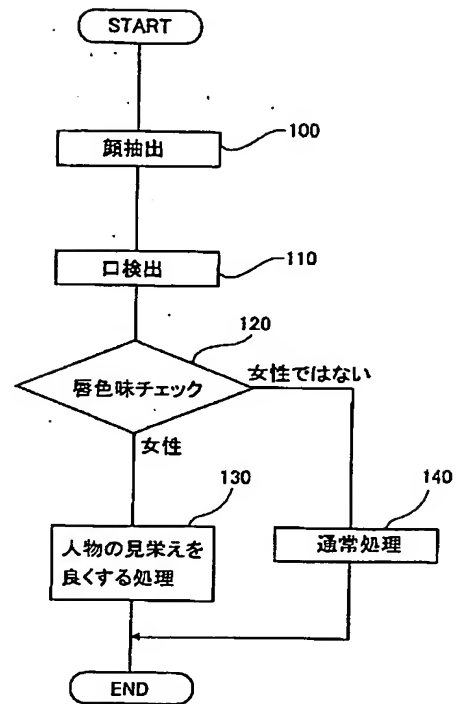 START
顔抽出
100
口検出
110
120
唇色味チェック
女性ではない
女性
130
140
人物の見栄えを
良くする処理
通常処理
END